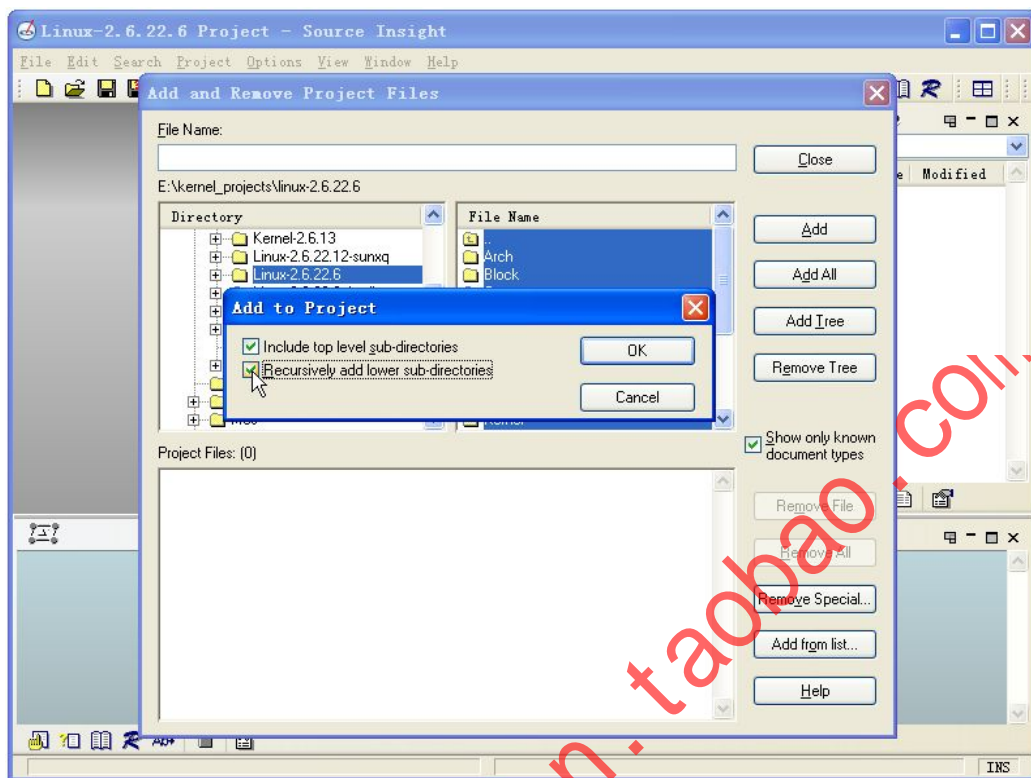 Linux-2.6.22.6 Project - Source Insight
File Edit Search Project Options View Window Help
Add and Remove Project Files
File Name:
Close
E:\kernel_projects\linux-2.6.22.6
Modified
Directory
File Name
Kernel-2.6.13
..
Add
Linux-2.6.22.12-sunxq
Arch
Linux-2.6.22.6
Block
Add All
Add to Project
Include top level sub-directories
OK
Add Tree
Recursively add lower sub-directories
Remove Tree
Cancel
Kernel
Show only known
document types
Project Files: (0)
Remove File
Remove All
Remove Special...
Add from list...
Help
INS
n.taobao.com